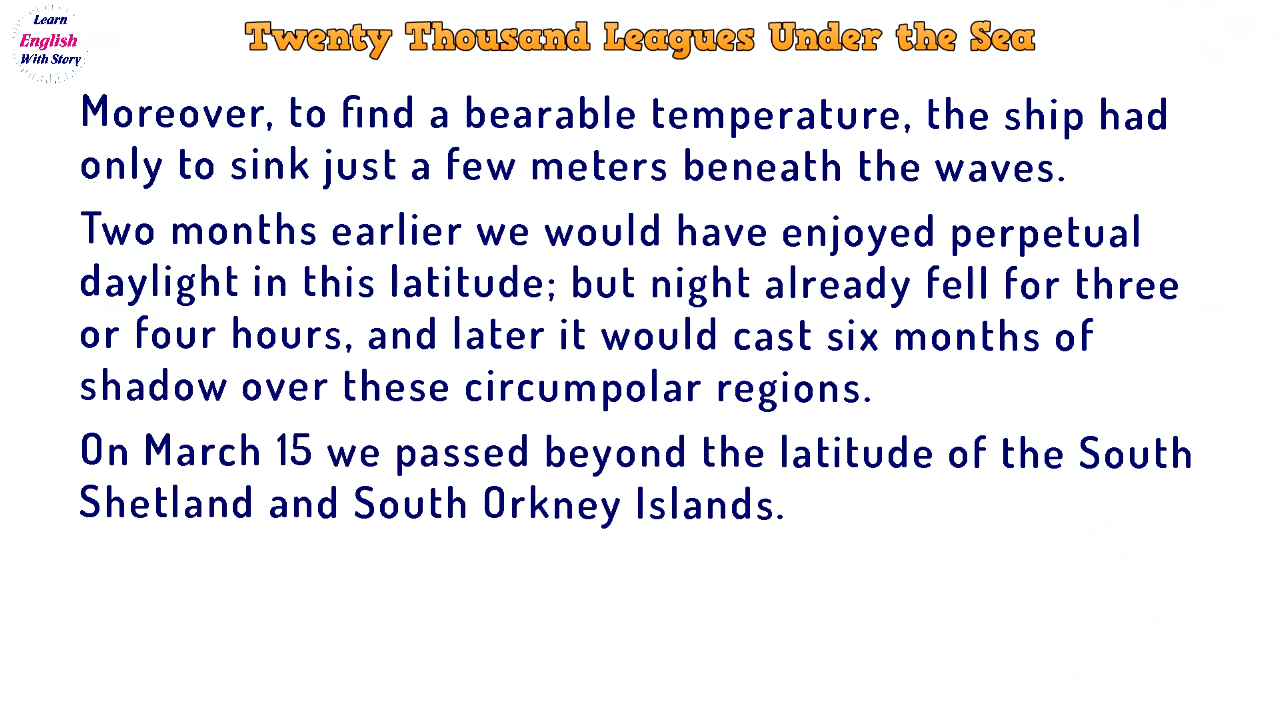 Learn
English
With Story
Twenty Thousand Leagues Under the Sea
Moreover, to find a bearable temperature, the ship had
only to sink just a few meters beneath the waves.
Two months earlier we would have enjoyed perpetual
daylight in this latitude; but night already fell for three
or four hours, and later it would cast six months of
shadow over these circumpolar regions.
On March 15 we passed beyond the latitude of the South
Shetland and South Orkney Islands.